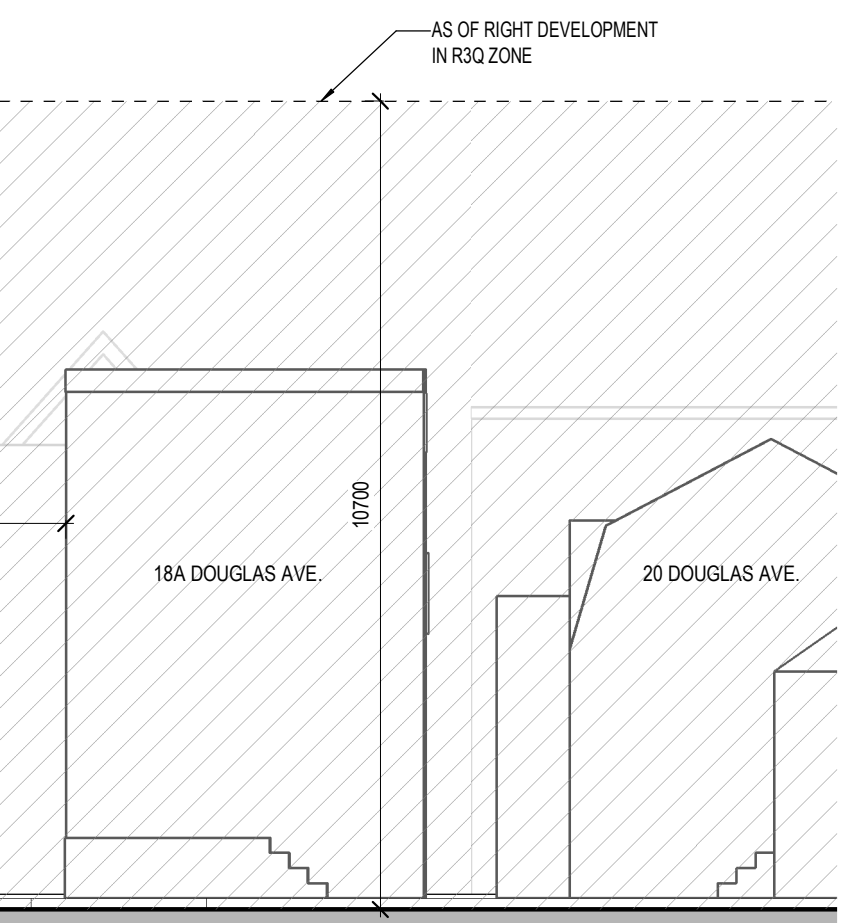 AS OF RIGHT DEVELOPMENT
IN R3Q ZONE
10700
18A DOUGLAS AVE.
20 DOUGLAS AVE.